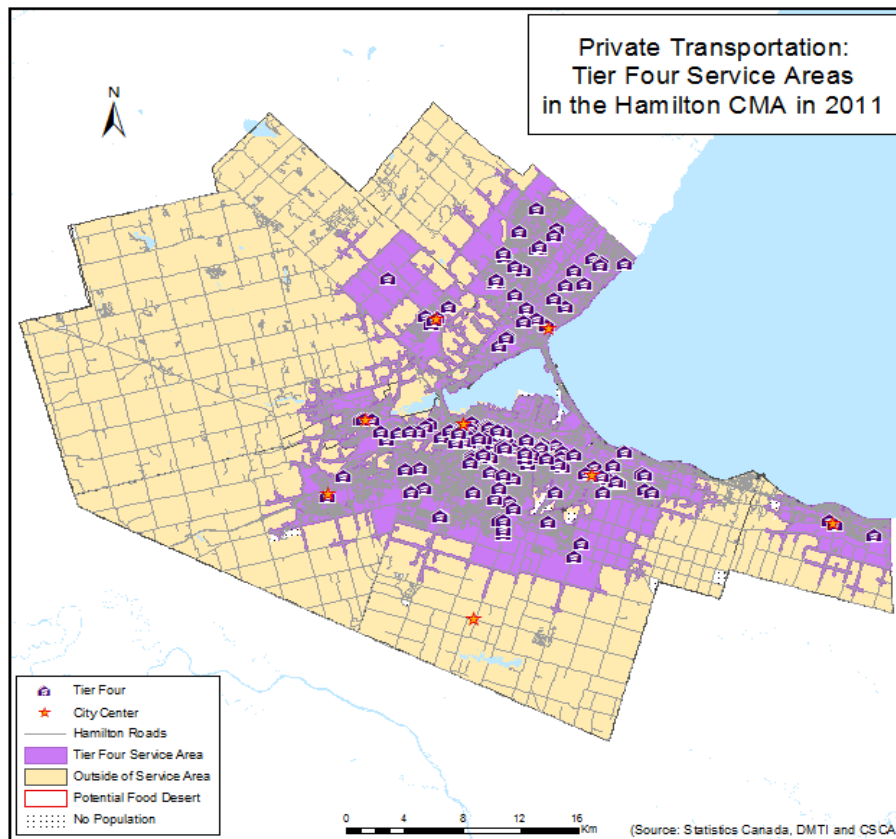 Private Transportation:
Tier Four Service Areas
in the Hamilton CMA in 2011
N
Tier Four
City Center
Hamilton Roads
Tier Four Service Area
Outside of Service Area
Potential Food Desert
No Population
0 4 8 12 16
Km
(Source: Statistics Canada, DMTI and CSCA